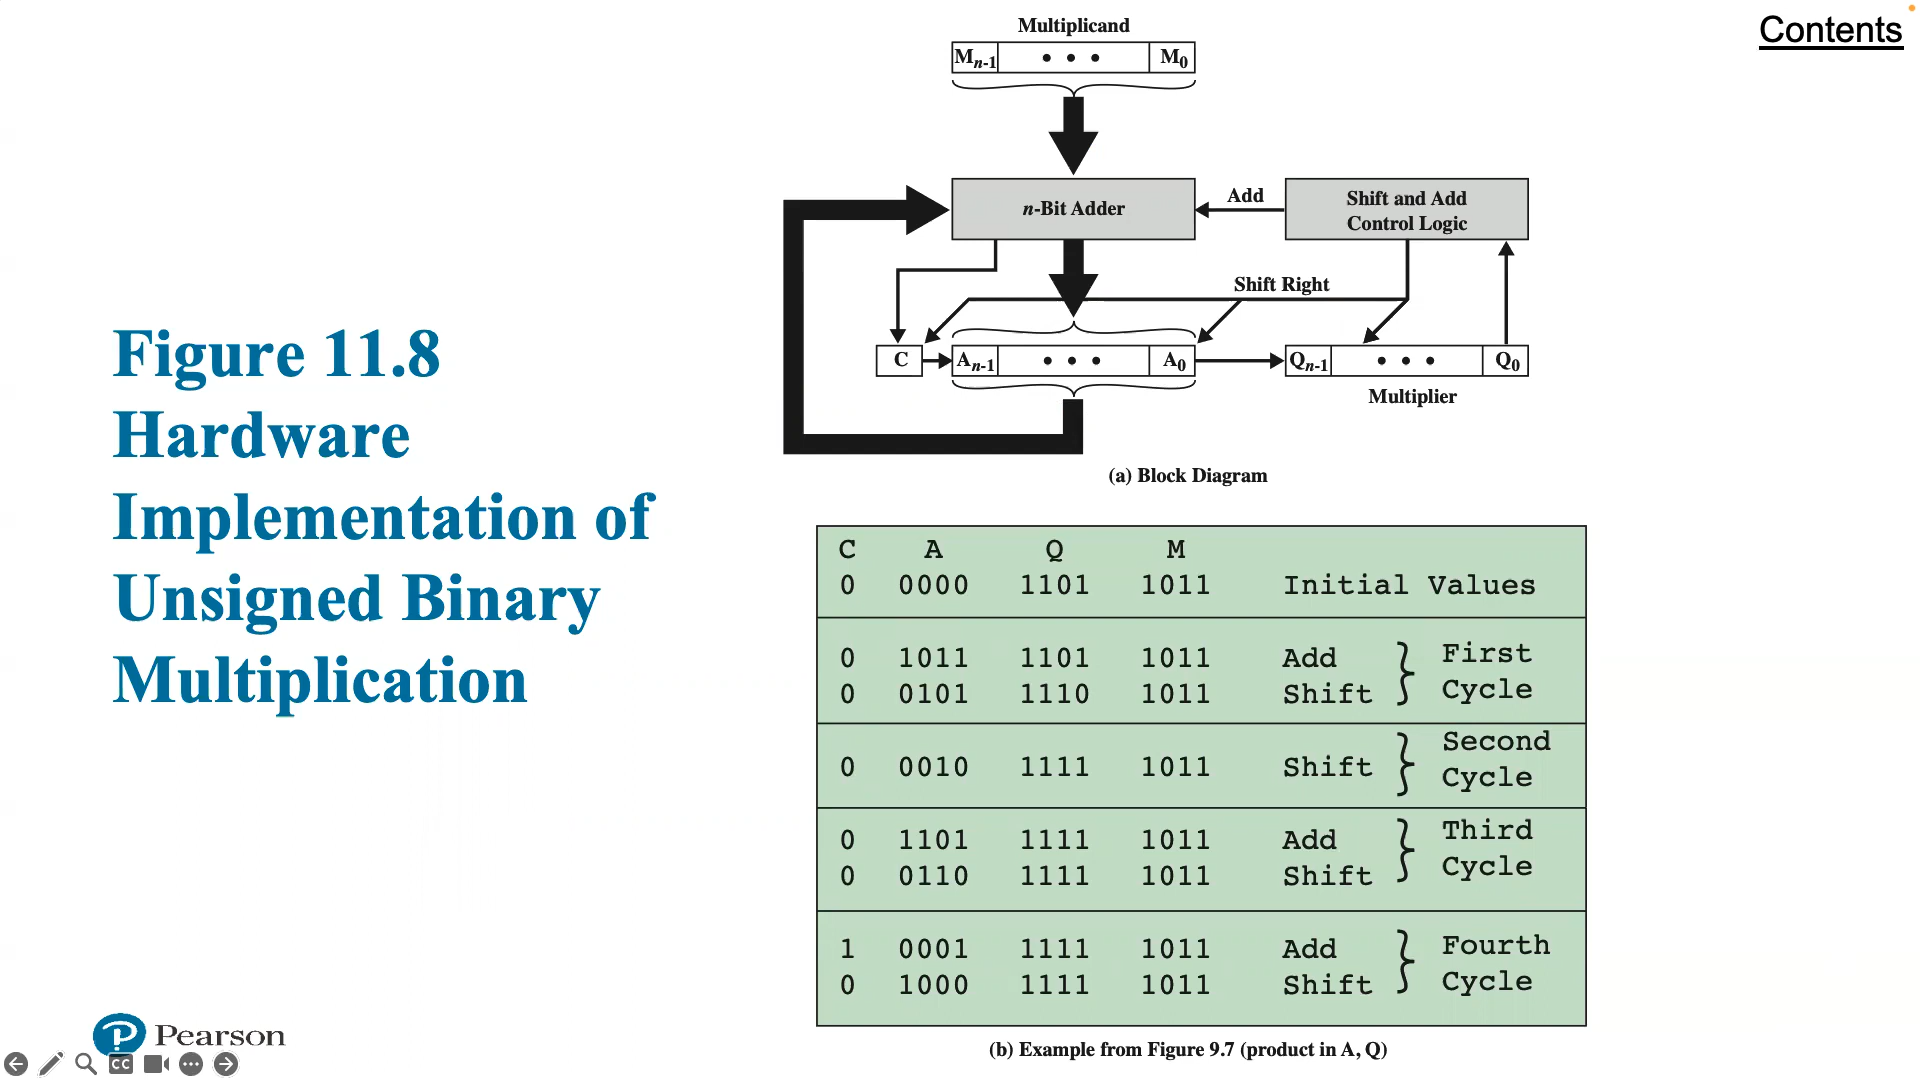 Contents
Figure 11.8
Hardware
Implementation of
Unsigned Binary
Multiplication
Multiplicand
Mn-1 • • • M0
n-Bit Adder
Add
Shift and Add
Control Logic
Shift Right
C
An-1 • • • A0
Qn-1 • • • Q0
Multiplier
(a) Block Diagram
C A Q M
0 0000 1101 1011 Initial Values
0 1011 1101 1011 Add First
0 0101 1110 1011 Shift Cycle
Second
0 0010 1111 1011 Shift Cycle
Third
0 1101 1111 1011 Add
0 0110 1111 1011 Shift Cycle
1 0001 1111 1011 Add Fourth
0 1000 1111 1011 Shift Cycle
(b) Example from Figure 9.7 (product in A, Q)
P Pearson
CC